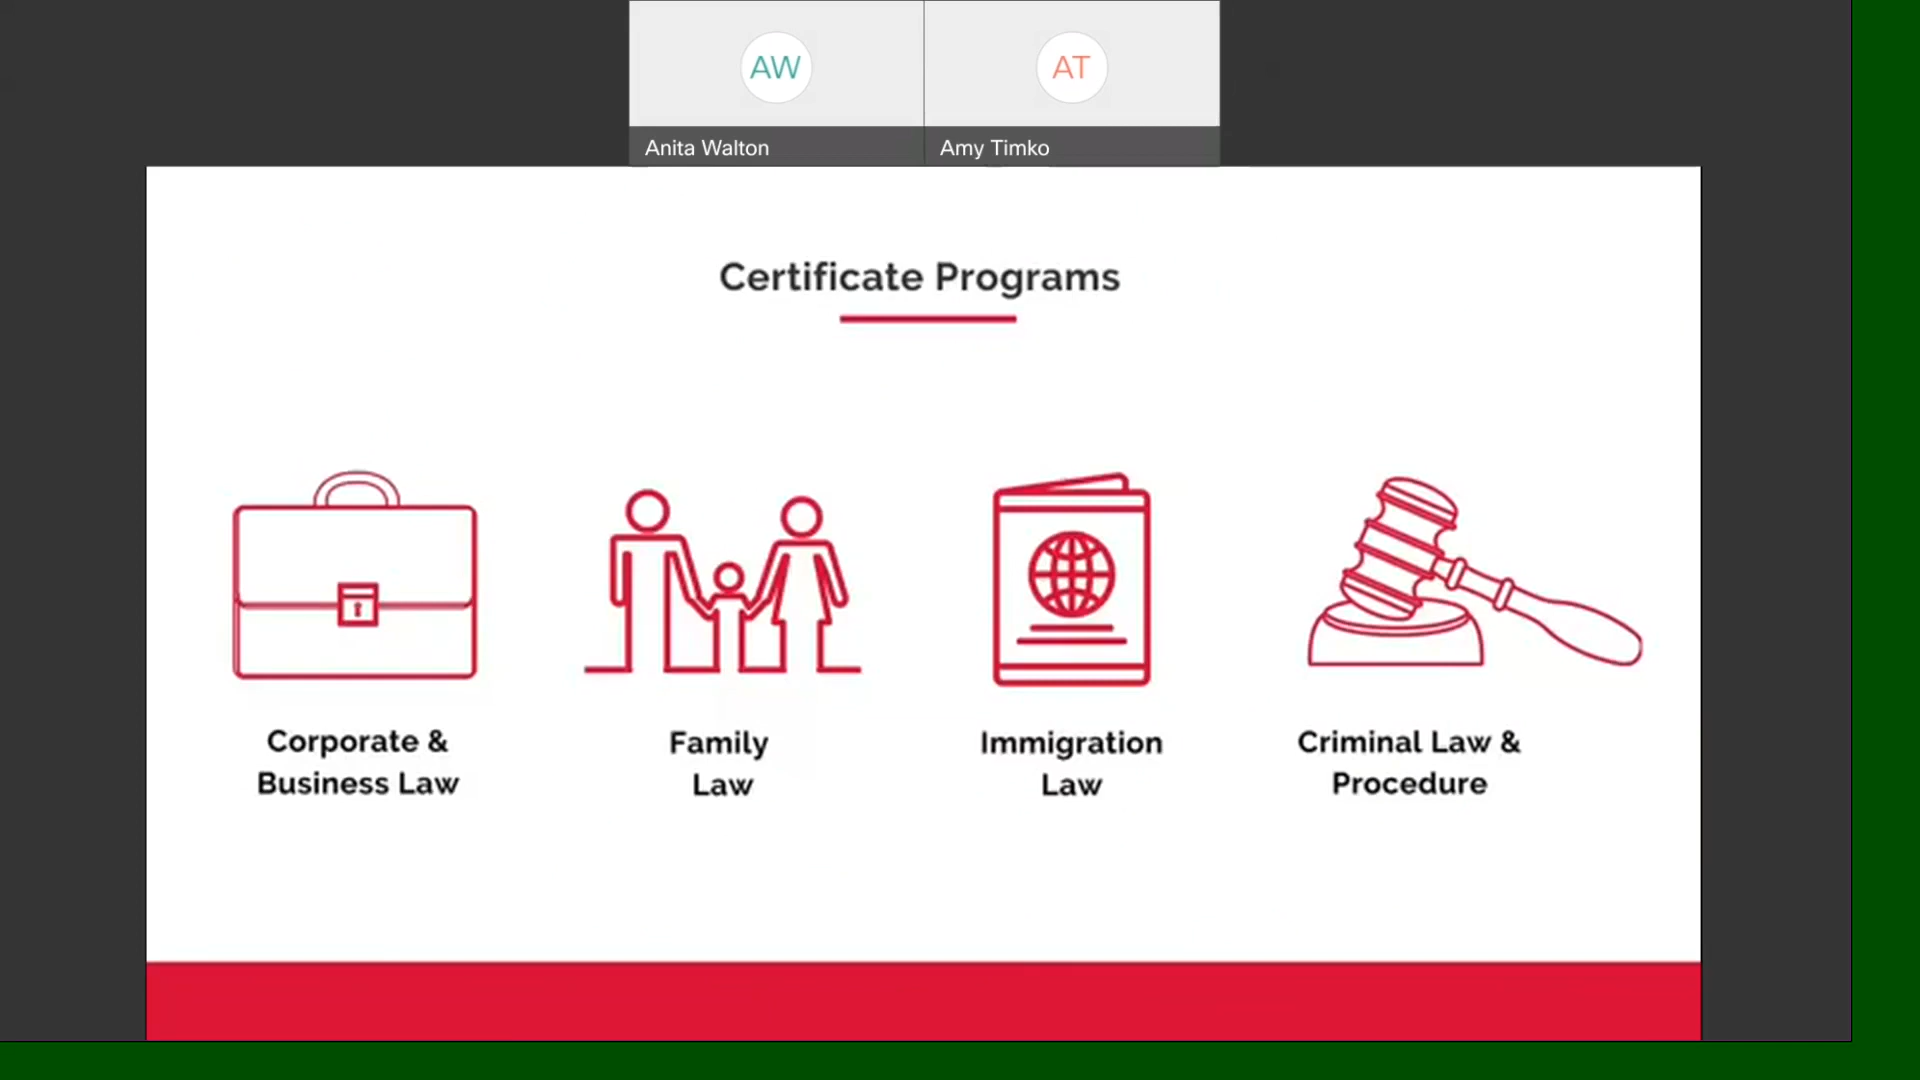 AW
AT
Anita Walton
Amy Timko
Certificate Programs
Corporate &
Business Law
Family
Law
Immigration
Law
Criminal Law &
Procedure